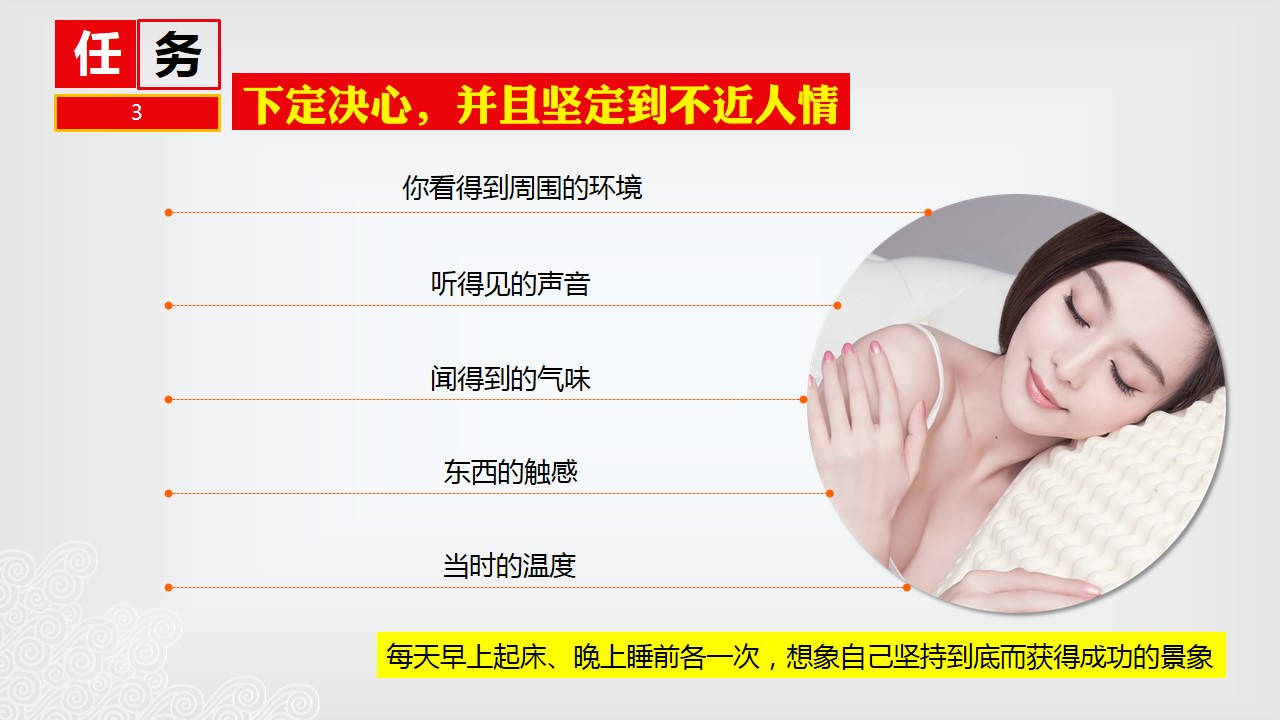 任务
3
下定决心，并且坚定到不近人情
你看得到周围的环境
听得见的声音
闻得到的气味
东西的触感
当时的温度
每天早上起床、晚上睡前各一次，想象自己坚持到底而获得成功的景象